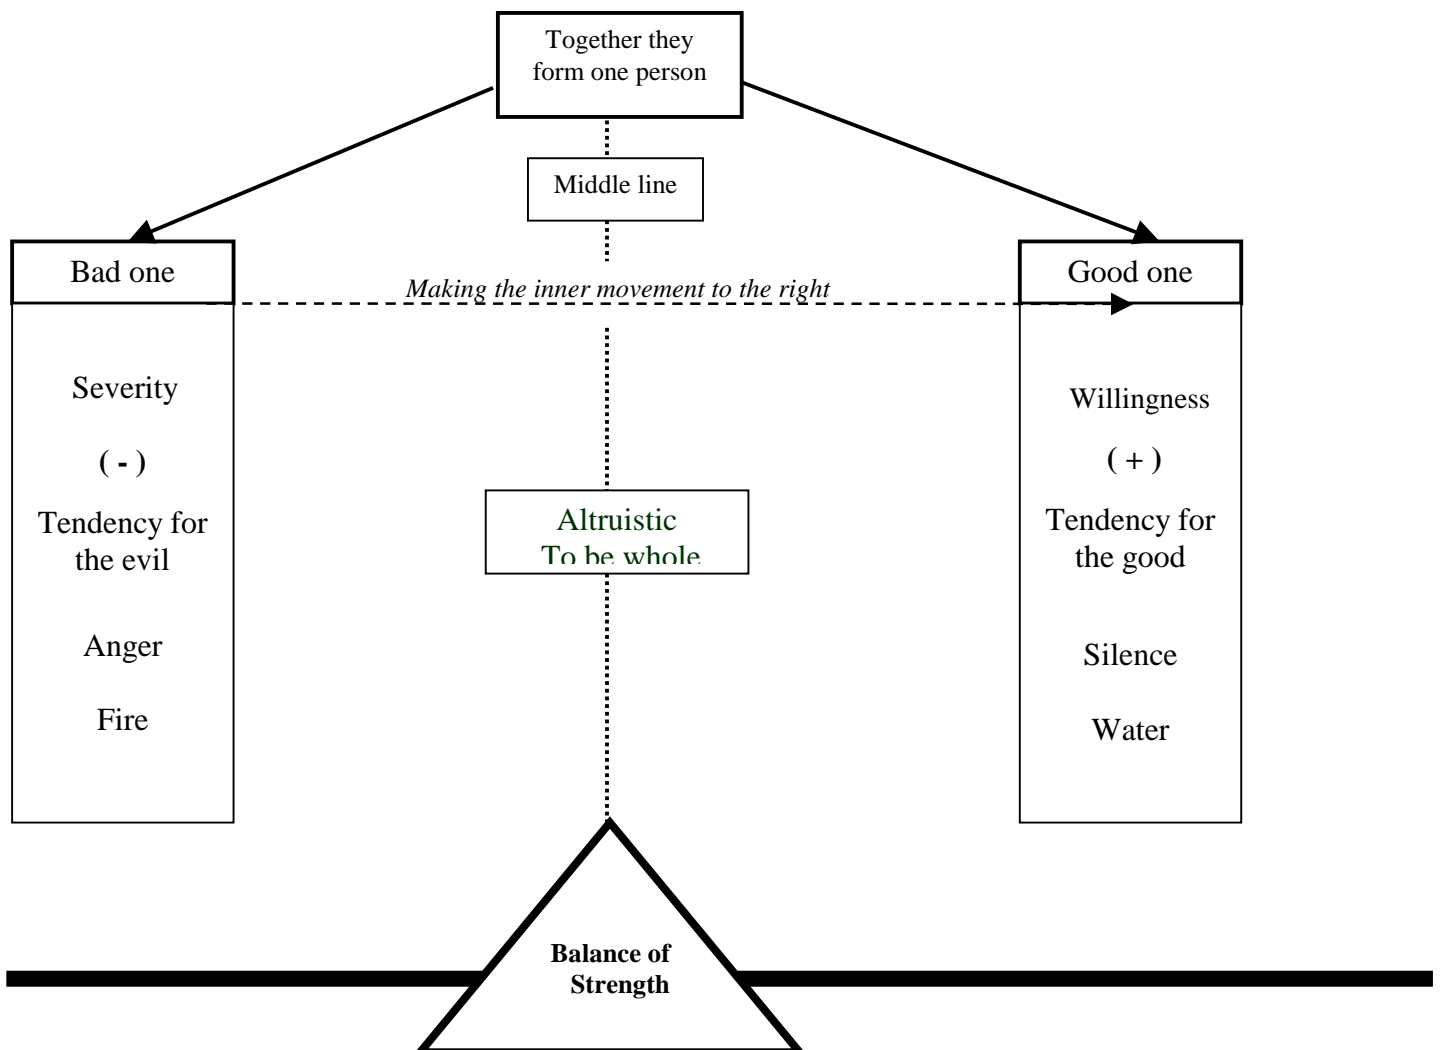 Together they
form one person
Middle line
Bad one
Good one
Making the inner movement to the right
Severity
( - )
Tendency for
the evil
Anger
Fire
Altruistic
To be whole
Willingness
( + )
Tendency for
the good
Silence
Water
Balance of
Strength